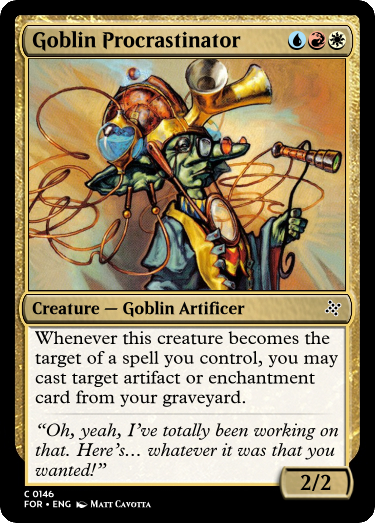 Goblin Procrastinator
Creature — Goblin Artificer
Whenever this creature becomes the
target of a spell you control, you may
cast target artifact or enchantment
card from your graveyard.
“Oh, yeah, I’ve totally been working on
that. Here’s… whatever it was that you
wanted!”
2/2
C 0146
FOR • ENG Matt Cavotta